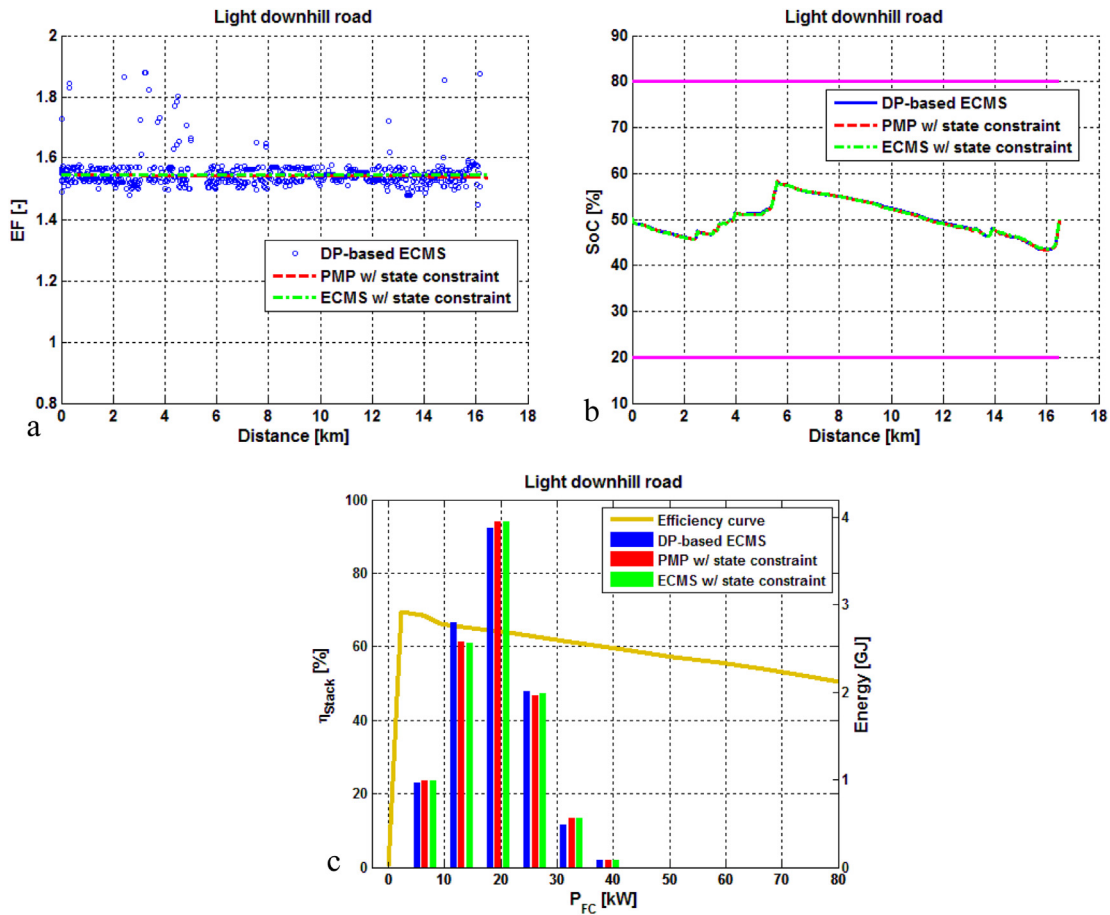 Light downhill road
2
1.8
1.6
1.4
1.2
1
0.8
EF [-]
DP-based ECMS
PMP w/ state constraint
ECMS w/ state constraint
0 2 4 6 8 10 12 14 16 18
Distance [km]
a
Light downhill road
90
80
70
60
50
40
30
20
10
SoC [%]
DP-based ECMS
PMP w/ state constraint
ECMS w/ state constraint
0 2 4 6 8 10 12 14 16 18
Distance [km]
b
Light downhill road
100
80
60
40
20
0
ηStack [%]
Efficiency curve
DP-based ECMS
PMP w/ state constraint
ECMS w/ state constraint
4
3
2
1
0
Energy [GJ]
0 10 20 30 40 50 60 70 80
PFC [kW]
c